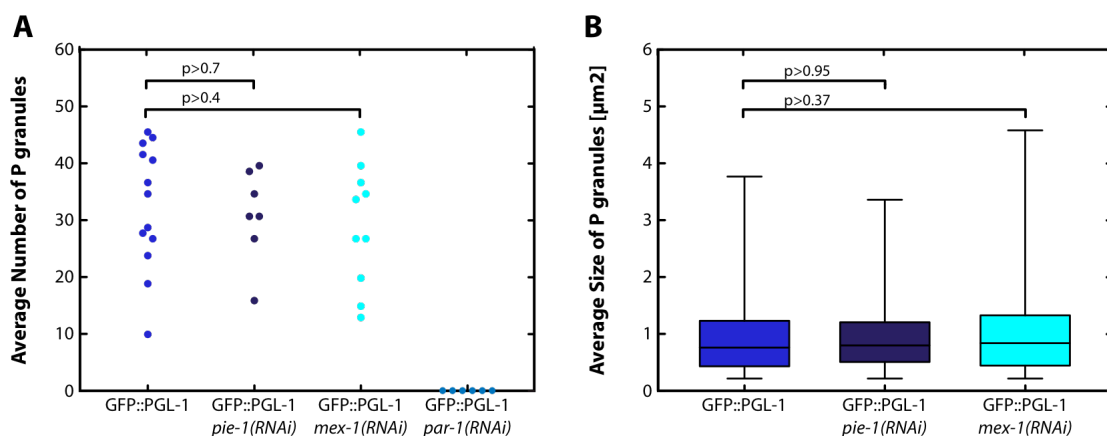 A
Average Number of P granules
60
50
40
30
20
10
0
p>0.7
p>0.4
GFP::PGL-1
GFP::PGL-1
pie-1(RNAi)
GFP::PGL-1
mex-1(RNAi)
GFP::PGL-1
par-1(RNAi)
B
Average Size of P granules [µm2]
6
5
4
3
2
1
0
p>0.95
p>0.37
GFP::PGL-1
GFP::PGL-1
pie-1(RNAi)
GFP::PGL-1
mex-1(RNAi)